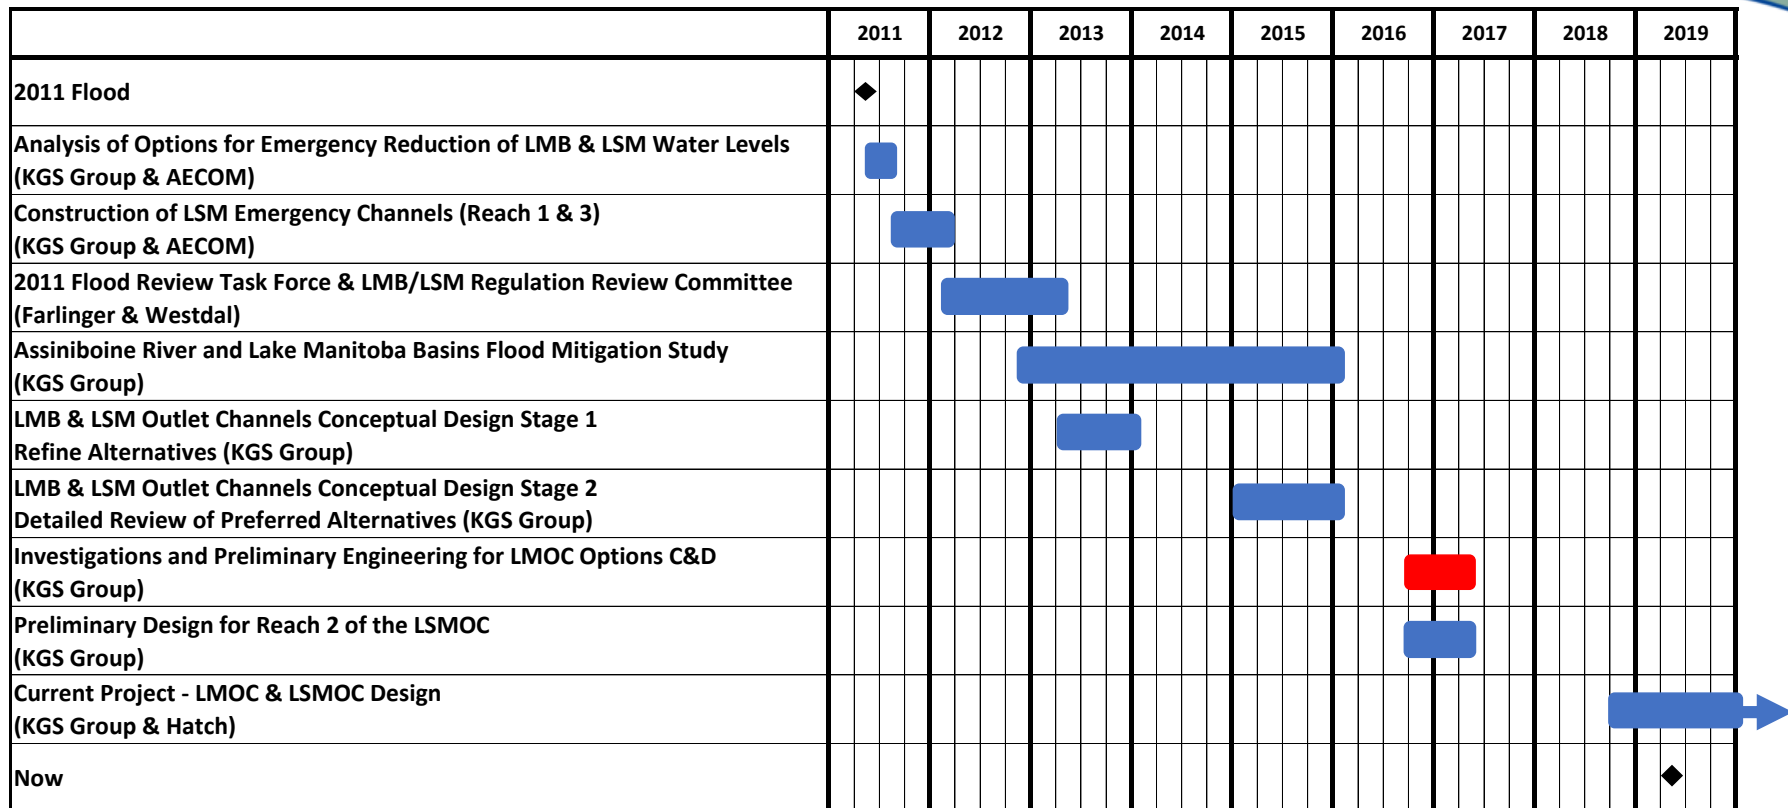 2011 2012 2013 2014 2015 2016 2017 2018 2019
2011 Flood
Analysis of Options for Emergency Reduction of LMB & LSM Water Levels
(KGS Group & AECOM)
Construction of LSM Emergency Channels (Reach 1 & 3)
(KGS Group & AECOM)
2011 Flood Review Task Force & LMB/LSM Regulation Review Committee
(Farlinger & Westdal)
Assiniboine River and Lake Manitoba Basins Flood Mitigation Study
(KGS Group)
LMB & LSM Outlet Channels Conceptual Design Stage 1
Refine Alternatives (KGS Group)
LMB & LSM Outlet Channels Conceptual Design Stage 2
Detailed Review of Preferred Alternatives (KGS Group)
Investigations and Preliminary Engineering for LMOC Options C&D
(KGS Group)
Preliminary Design for Reach 2 of the LSMOC
(KGS Group)
Current Project - LMOC & LSMOC Design
(KGS Group & Hatch)
Now